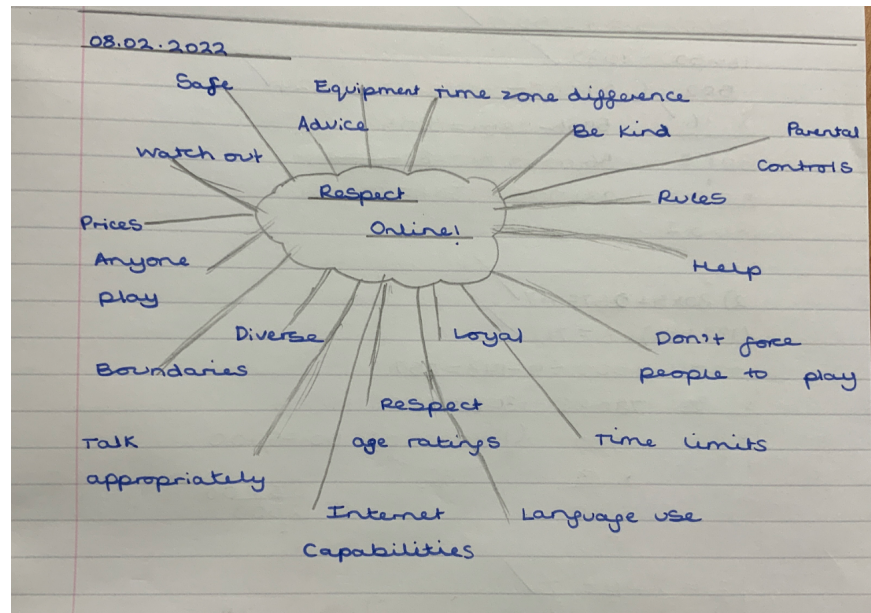 08.02.2022
Safe
Equipment
Time zone difference
Advice
Be Kind
Parental
Controls
Watch out
Respect
Online!
Rules
Prices
Anyone
play
Help
Diverse
Loyal
Don't force
people to play
Boundaries
Respect
age ratings
Time limits
Talk
appropriately
Internet
Capabilities
Language use